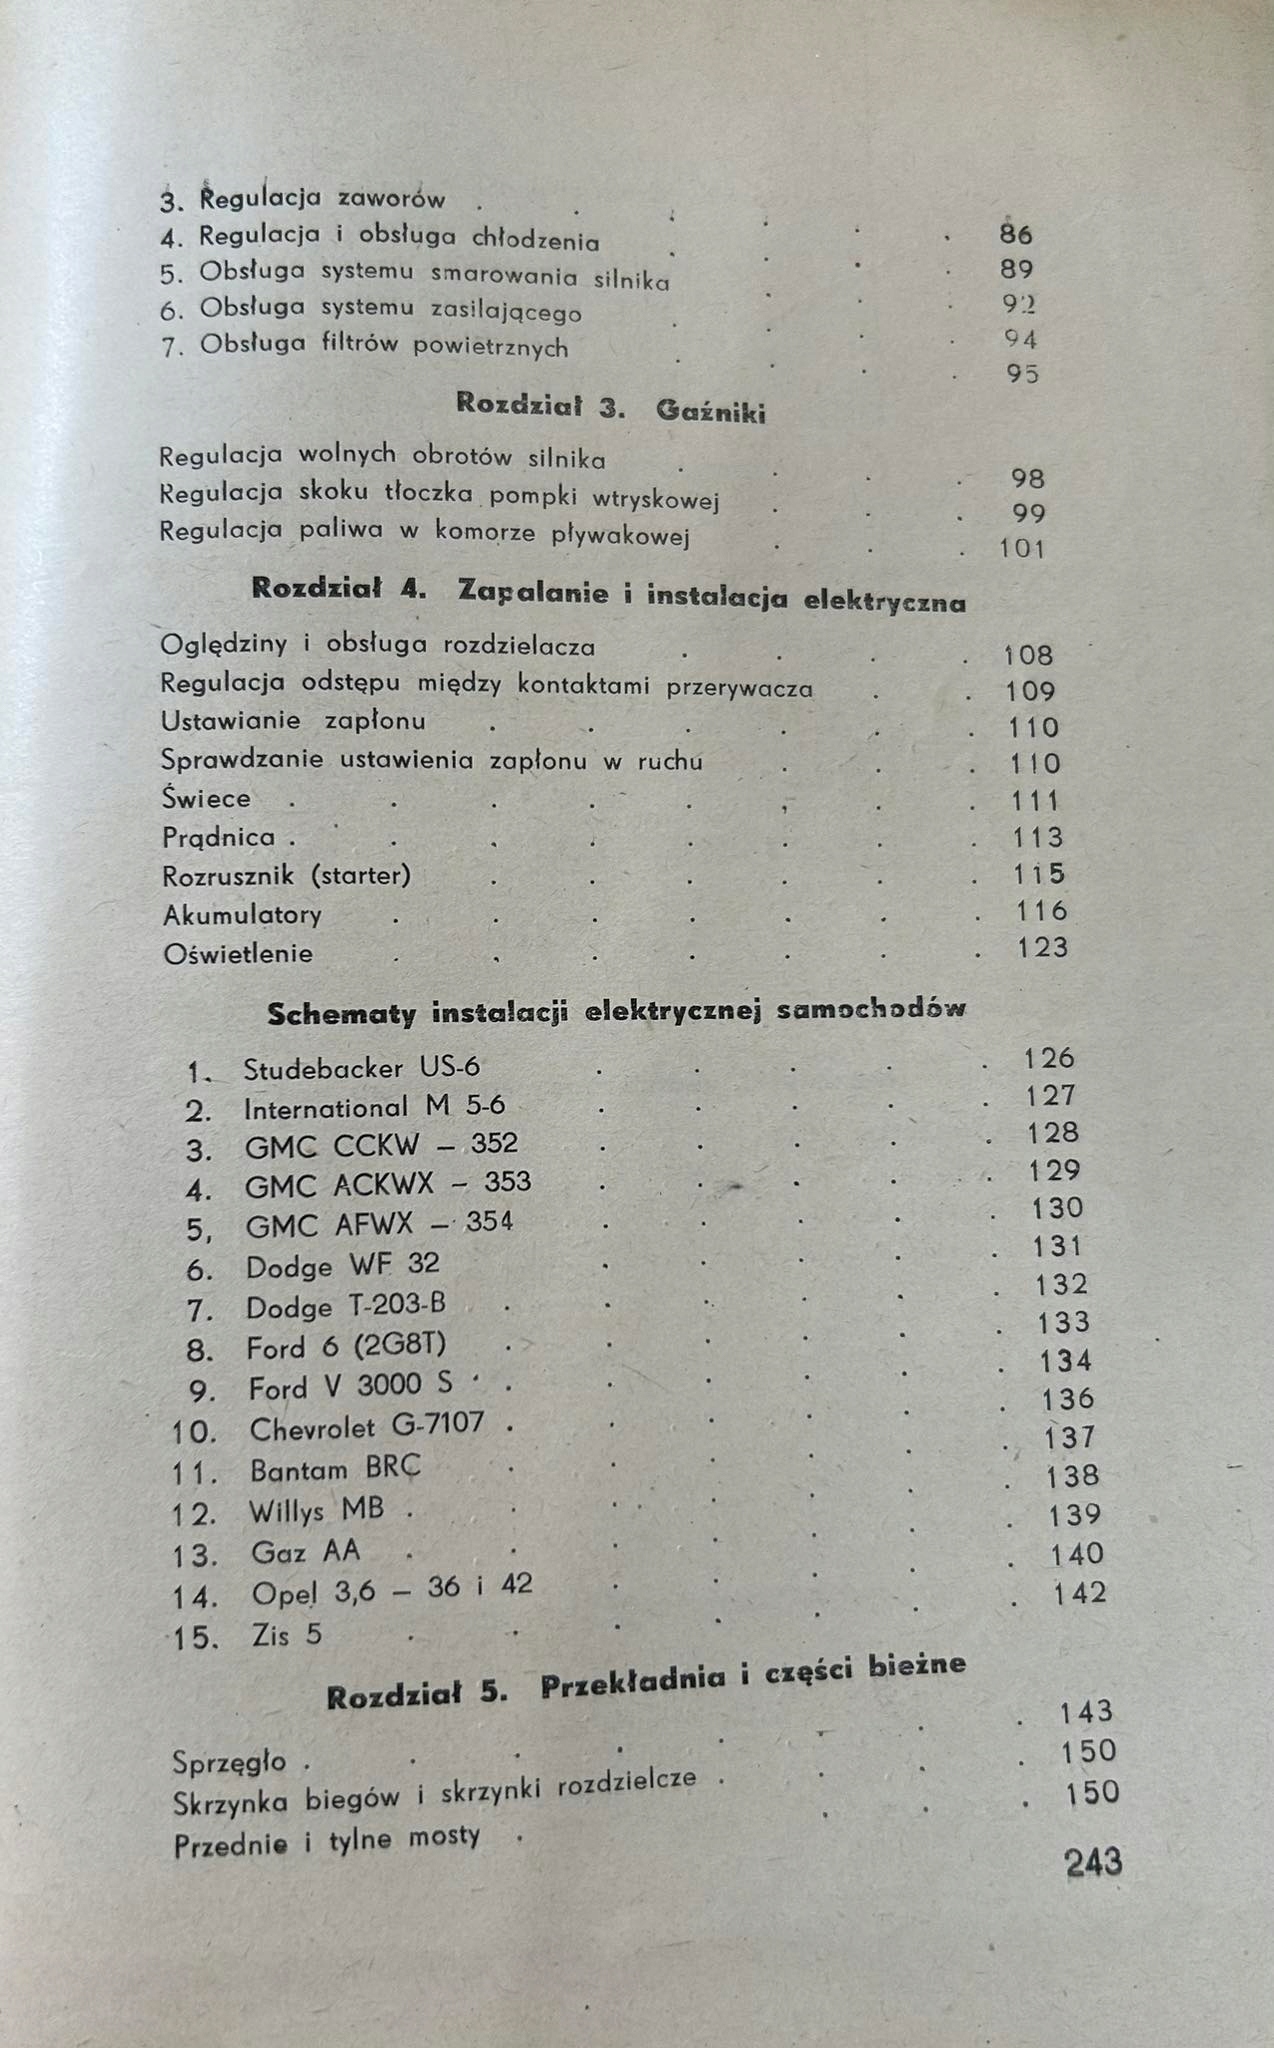 3. Regulacja zaworów . . . . . . 86
4. Regulacja i obsługa chłodzenia . . . . 89
5. Obsługa systemu smarowania silnika . . . 92
6. Obsługa systemu zasilającego . . . . 94
7. Obsługa filtrów powietrznych . . . . 95
Rozdział 3. Gaźniki
Regulacja wolnych obrotów silnika . . . . 98
Regulacja skoku tłoczka pompki wtryskowej . . . 99
Regulacja paliwa w komorze pływakowej . . . 101
Rozdział 4. Zapalanie i instalacja elektryczna
Oględziny i obsługa rozdzielacza . . . . 108
Regulacja odstępu między kontaktami przerywacza . . 109
Ustawianie zapłonu . . . . . . 110
Sprawdzanie ustawienia zapłonu w ruchu . . . 110
Świece . . . . . . . . 111
Prądnica . . . . . . . . 113
Rozrusznik (starter) . . . . . . 115
Akumulatory . . . . . . . 116
Oświetlenie . . . . . . . 123
Schematy instalacji elektrycznej samochodów
1. Studebacker US-6 . . . . . 126
2. International M 5-6 . . . . . 127
3. GMC CCKW – 352 . . . . . 128
4. GMC ACKWX – 353 . . . . . 129
5, GMC AFWX – 354 . . . . . 130
6. Dodge WF 32 . . . . . 131
7. Dodge T-203-B . . . . . . 132
8. Ford 6 (2G8T) . . . . . . 133
9. Ford V 3000 S . . . . . . 134
10. Chevrolet G-7107 . . . . . . 136
11. Bantam BRC . . . . . . 137
12. Willys MB . . . . . . . 138
13. Gaz AA . . . . . . . 139
14. Opel 3,6 – 36 i 42 . . . . . 140
15. Zis 5 . . . . . . . 142
Rozdział 5. Przekładnia i części bieżne
Sprzęgło . . . . . . . . 143
Skrzynka biegów i skrzynki rozdzielcze . . . . 150
Przednie i tylne mosty . . . . 150
243